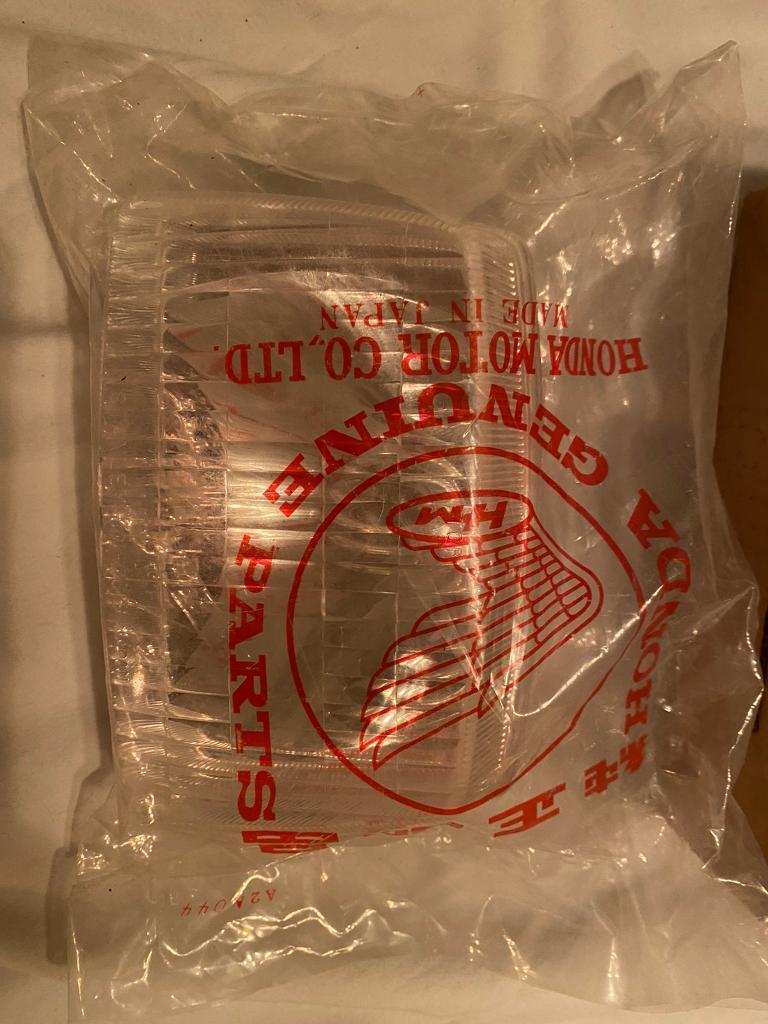 HONDA GENUINE PARTS
HONDA MOTOR CO., LTD.
MADE IN JAPAN
HM